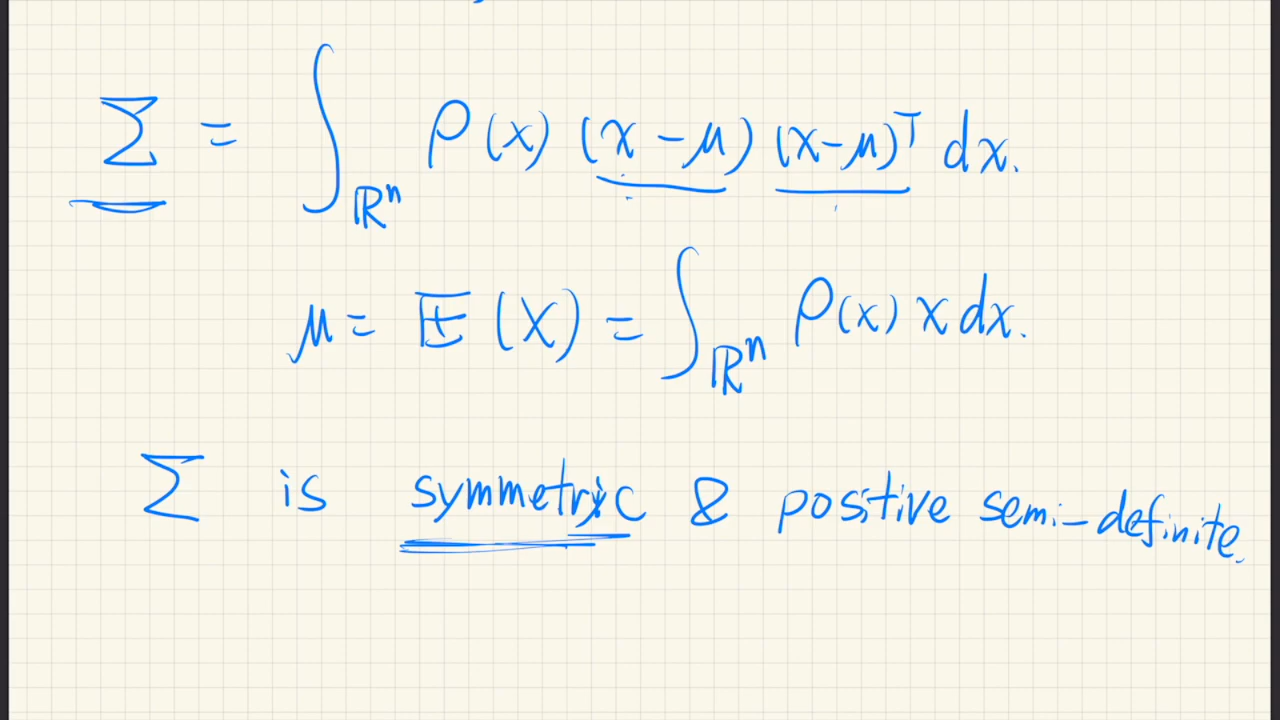 Σ = ∫_{ℝⁿ} ρ(x) (x-μ) (x-μ)ᵀ dx.
μ = 𝔼(X) = ∫_{ℝⁿ} ρ(x) x dx.
Σ is symmetric & positive semi-definite.